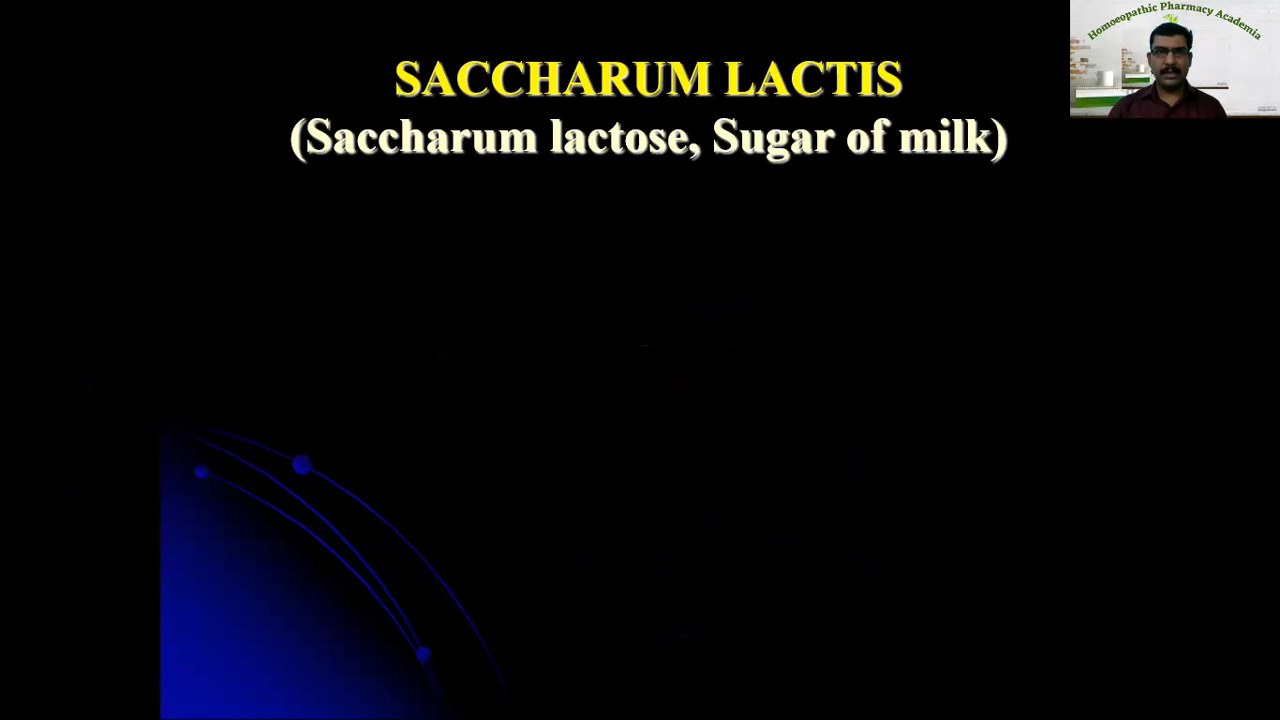 Homoeopathic Pharmacy Academia
SACCHARUM LACTIS
(Saccharum lactose, Sugar of milk)